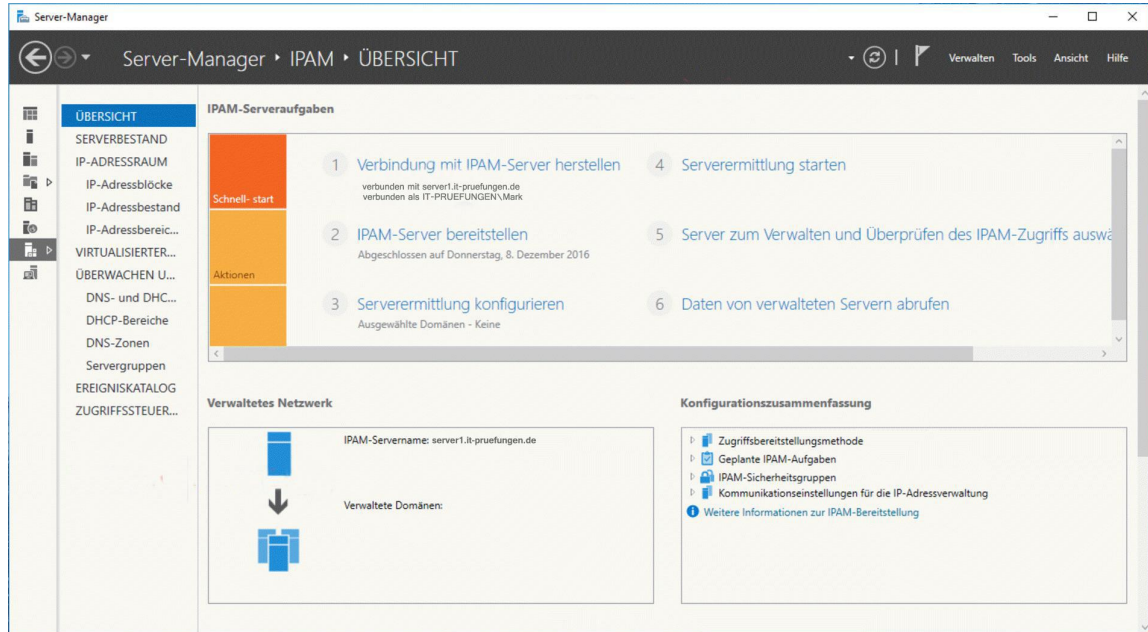 Server-Manager
Server-Manager IPAM ÜBERSICHT
Verwalten Tools Ansicht Hilfe
ÜBERSICHT
SERVERBESTAND
IP-ADRESSRAUM
IP-Adressblöcke
IP-Adressbestand
IP-Adressbereic...
VIRTUALISIERTER...
ÜBERWACHEN U...
DNS- und DHC...
DHCP-Bereiche
DNS-Zonen
Servergruppen
EREIGNISKATALOG
ZUGRIFFSSTEUER...
IPAM-Serveraufgaben
Schnell- start
Aktionen
1 Verbindung mit IPAM-Server herstellen
verbunden mit server1.it-pruefungen.de
verbunden als IT-PRUEFUNGEN\Mark
2 IPAM-Server bereitstellen
Abgeschlossen auf Donnerstag, 8. Dezember 2016
3 Serverermittlung konfigurieren
Ausgewählte Domänen - Keine
4 Serverermittlung starten
5 Server zum Verwalten und Überprüfen des IPAM-Zugriffs auswä
6 Daten von verwalteten Servern abrufen
Verwaltetes Netzwerk
IPAM-Servername: server1.it-pruefungen.de
Verwaltete Domänen:
Konfigurationszusammenfassung
Zugriffsbereitstellungsmethode
Geplante IPAM-Aufgaben
IPAM-Sicherheitsgruppen
Kommunikationseinstellungen für die IP-Adressverwaltung
Weitere Informationen zur IPAM-Bereitstellung